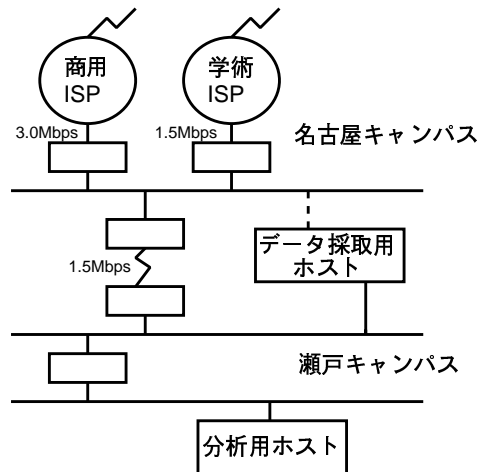 商用
ISP
学術
ISP
3.0Mbps
1.5Mbps
名古屋キャンパス
1.5Mbps
データ採取用
ホスト
瀬戸キャンパス
分析用ホスト